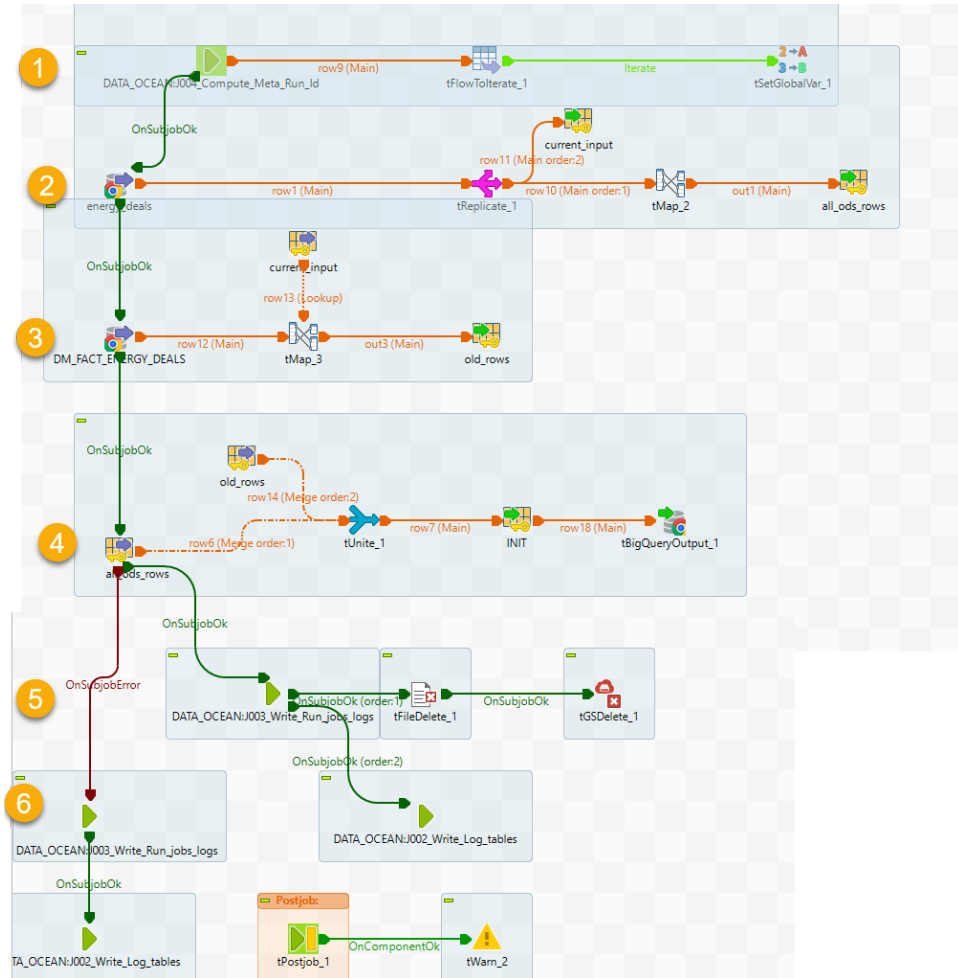 1
row9 (Main)
Iterate
DATA_OCEAN:J004_Compute_Meta_Run_Id
tFlowToIterate_1
tSetGlobalVar_1
OnSubjobOk
current_input
row11 (Main order:2)
2
row1 (Main)
row10 (Main order:1)
out1 (Main)
energy_deals
tReplicate_1
tMap_2
all_ods_rows
OnSubjobOk
current_input
row13 (Lookup)
3
row12 (Main)
out3 (Main)
DM_FACT_ENERGY_DEALS
tMap_3
old_rows
OnSubjobOk
old_rows
row14 (Merge order:2)
4
row6 (Merge order:1)
row7 (Main)
row18 (Main)
tUnite_1
INIT
tBigQueryOutput_1
all_ods_rows
OnSubjobOk
5
OnSubjobError
OnSubjobOk (order:1)
OnSubjobOk
DATA_OCEAN:J003_Write_Run_jobs_logs
tFileDelete_1
tGSDelete_1
OnSubjobOk (order:2)
6
DATA_OCEAN:J003_Write_Run_jobs_logs
DATA_OCEAN:J002_Write_Log_tables
OnSubjobOk
Postjob:
OnComponentOk
TA_OCEAN:J002_Write_Log_tables
tPostjob_1
tWarn_2